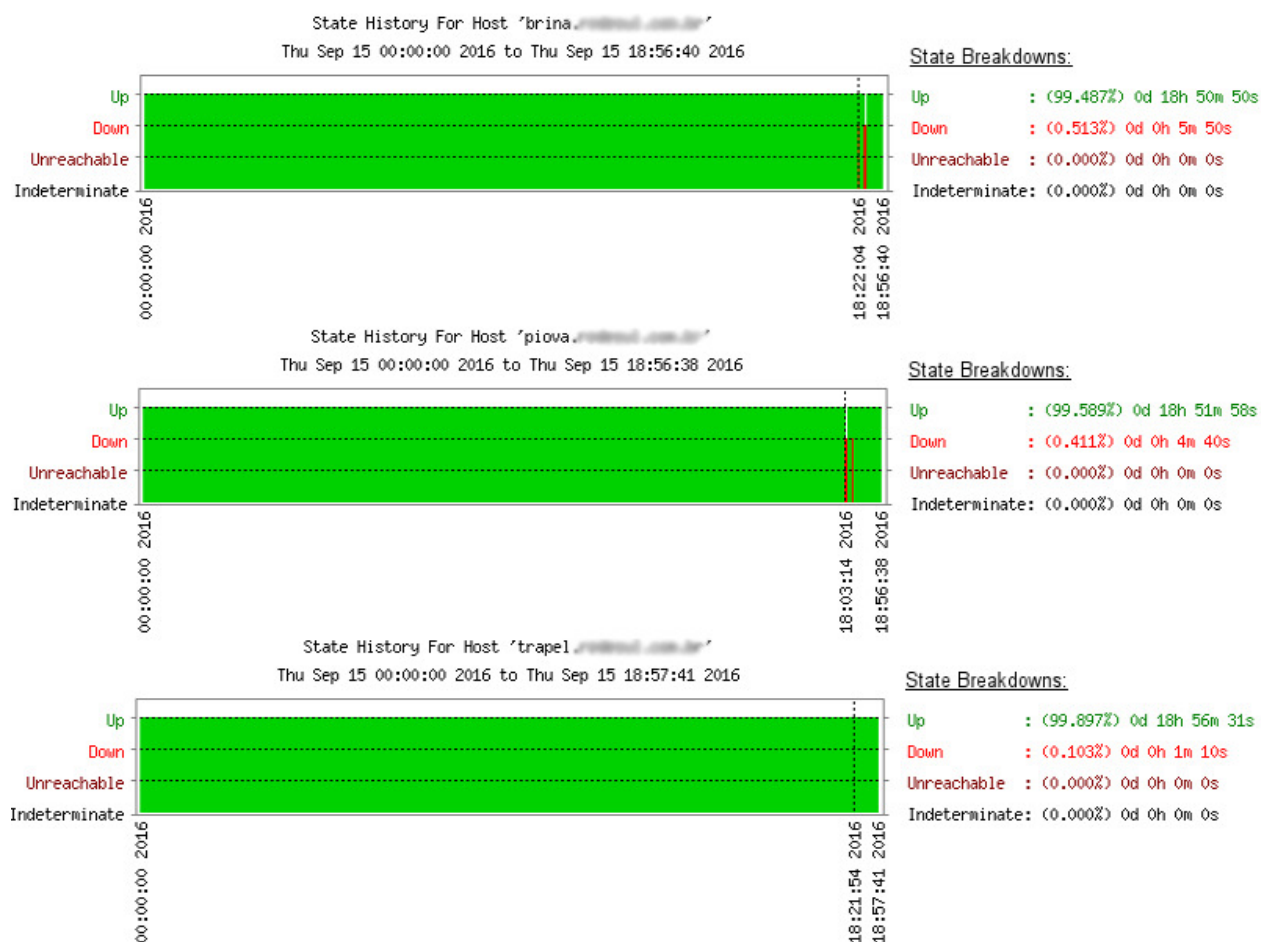 State History For Host 'brina.
Thu Sep 15 00:00:00 2016 to Thu Sep 15 18:56:40 2016
State Breakdowns:
Up : (99.487%) 0d 18h 50m 50s
Down : (0.513%) 0d 0h 5m 50s
Unreachable : (0.000%) 0d 0h 0m 0s
Indeterminate: (0.000%) 0d 0h 0m 0s
Up
Down
Unreachable
Indeterminate
00:00:00 2016
18:22:04 2016
18:56:40 2016
State History For Host 'piova.
Thu Sep 15 00:00:00 2016 to Thu Sep 15 18:56:38 2016
State Breakdowns:
Up : (99.589%) 0d 18h 51m 58s
Down : (0.411%) 0d 0h 4m 40s
Unreachable : (0.000%) 0d 0h 0m 0s
Indeterminate: (0.000%) 0d 0h 0m 0s
Up
Down
Unreachable
Indeterminate
00:00:00 2016
18:03:14 2016
18:56:38 2016
State History For Host 'trapel.
Thu Sep 15 00:00:00 2016 to Thu Sep 15 18:57:41 2016
State Breakdowns:
Up : (99.897%) 0d 18h 56m 31s
Down : (0.103%) 0d 0h 1m 10s
Unreachable : (0.000%) 0d 0h 0m 0s
Indeterminate: (0.000%) 0d 0h 0m 0s
Up
Down
Unreachable
Indeterminate
00:00:00 2016
18:21:54 2016
18:57:41 2016